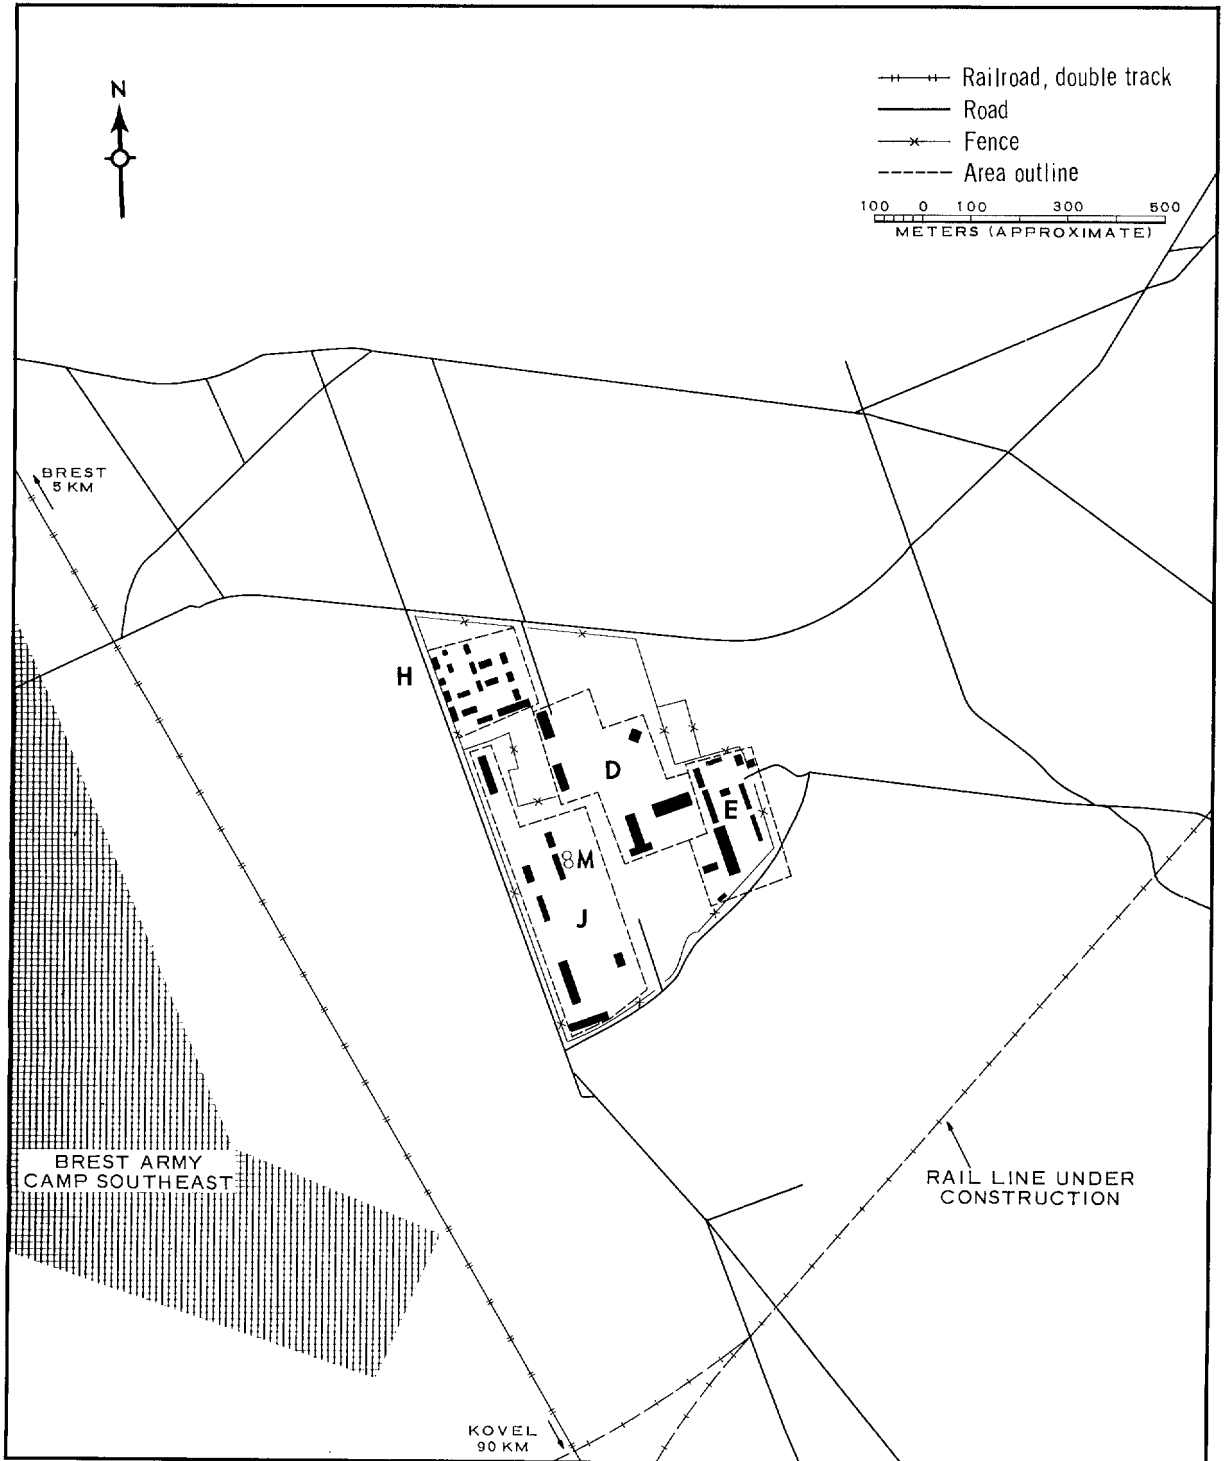 N
Railroad, double track
Road
Fence
Area outline
100 0 100 300 500
METERS (APPROXIMATE)
BREST
5 KM
H
D
E
8M
J
BREST ARMY
CAMP SOUTHEAST
RAIL LINE UNDER
CONSTRUCTION
KOVEL
90 KM